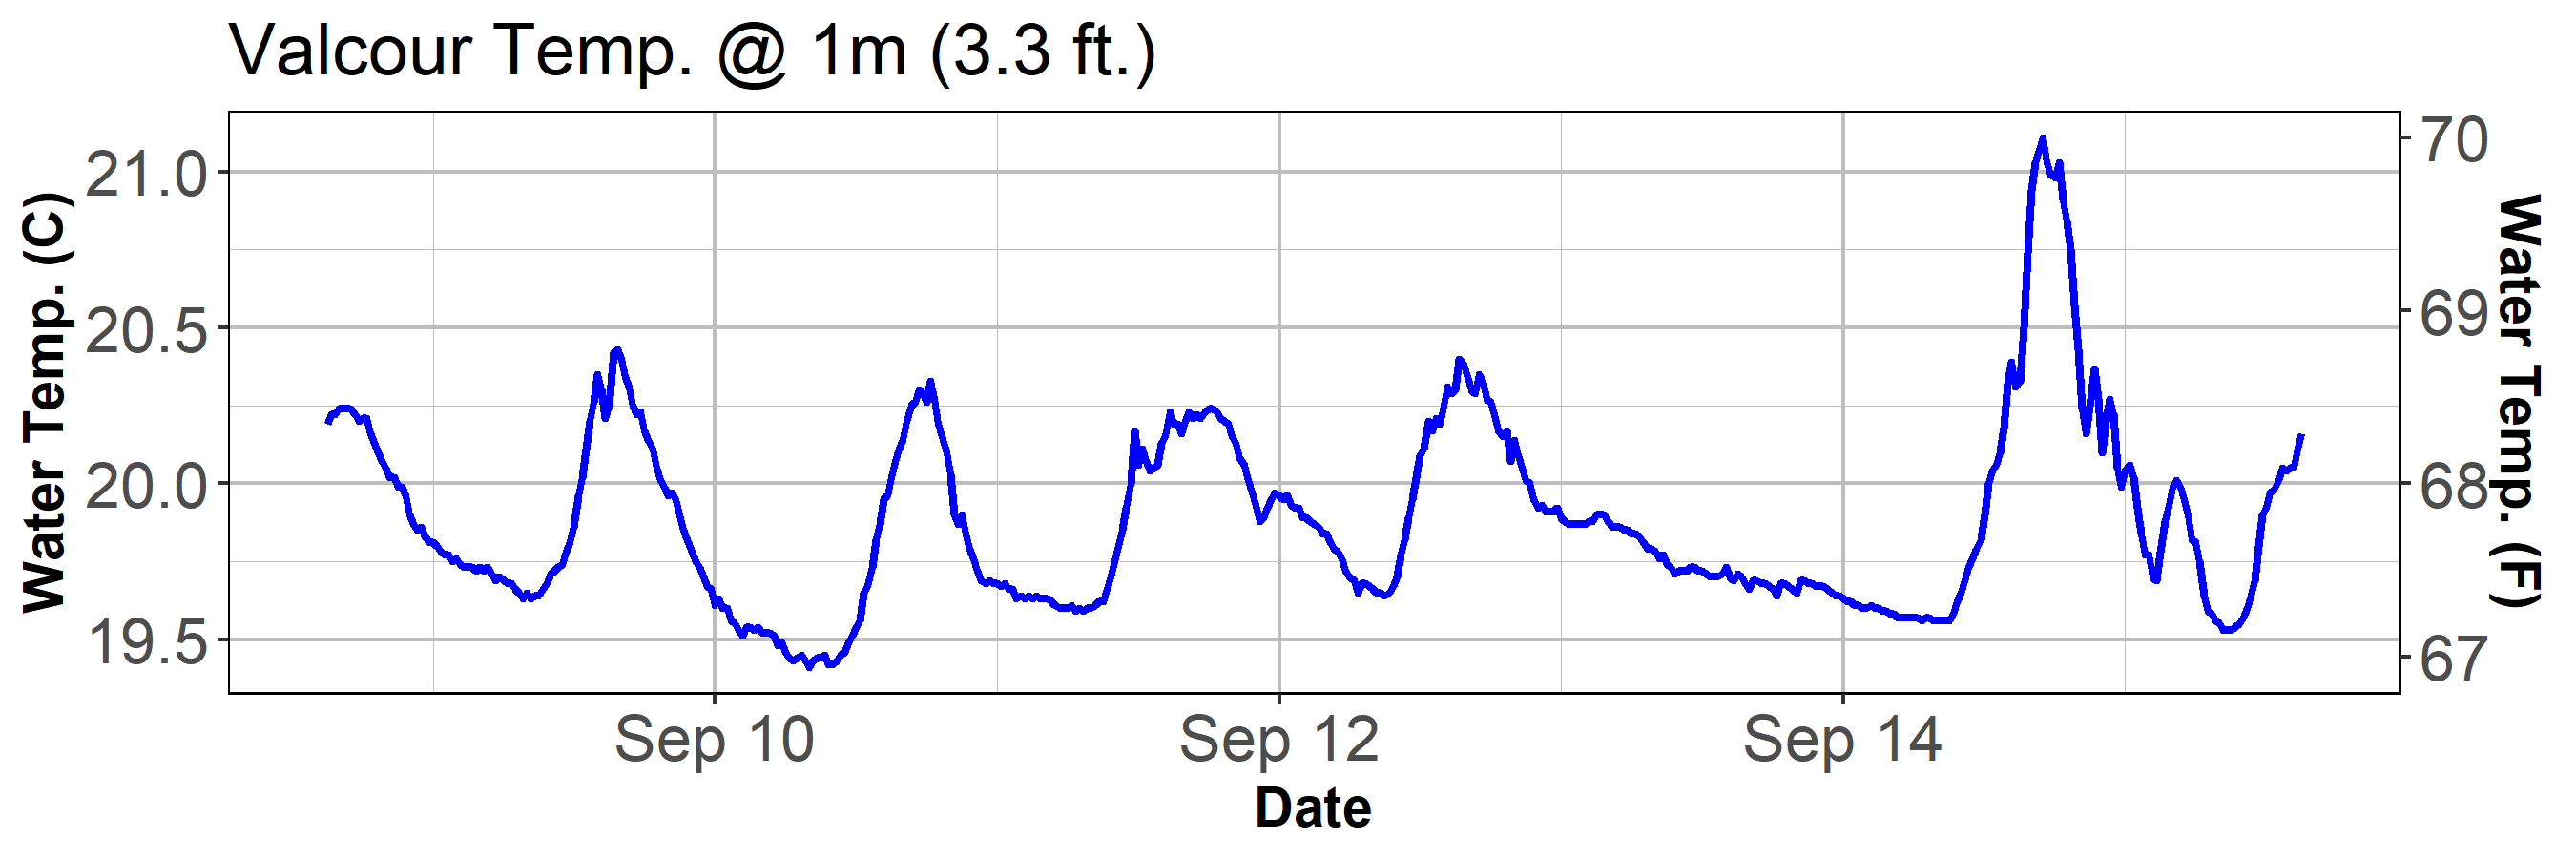 Valcour Temp. @ 1m (3.3 ft.)
Water Temp. (C)
21.0
20.5
20.0
19.5
70
69
68
67
Water Temp. (F)
Sep 10
Sep 12
Sep 14
Date